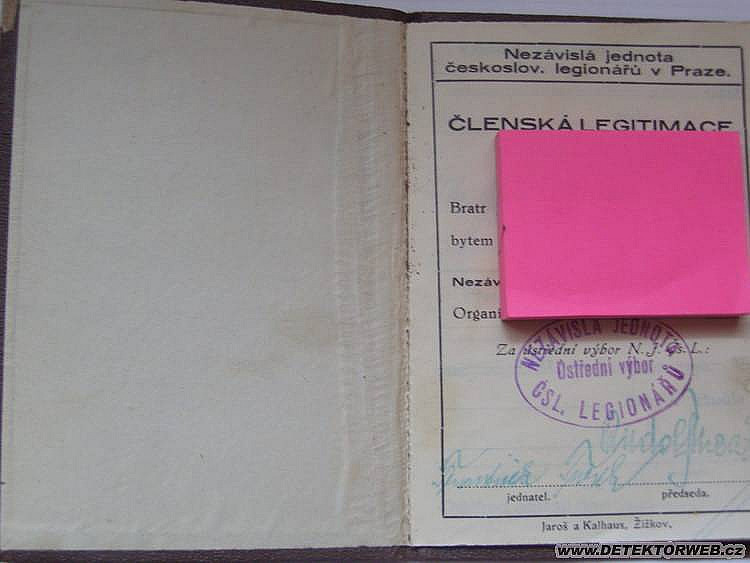 Nezávislá jednota
českoslov. legionářů v Praze.
ČLENSKÁ LEGITIMACE
Bratr
bytem
Nezáv
Organi
Za ústřední výbor N. J. čs. L.:
NEZÁVISLÁ JEDNOTA
Ústřední výbor
ČSL. LEGIONÁŘŮ
jednatel. předseda.
Jaroš a Kalhaus, Žižkov.
www.DETEKTORWEB.cz